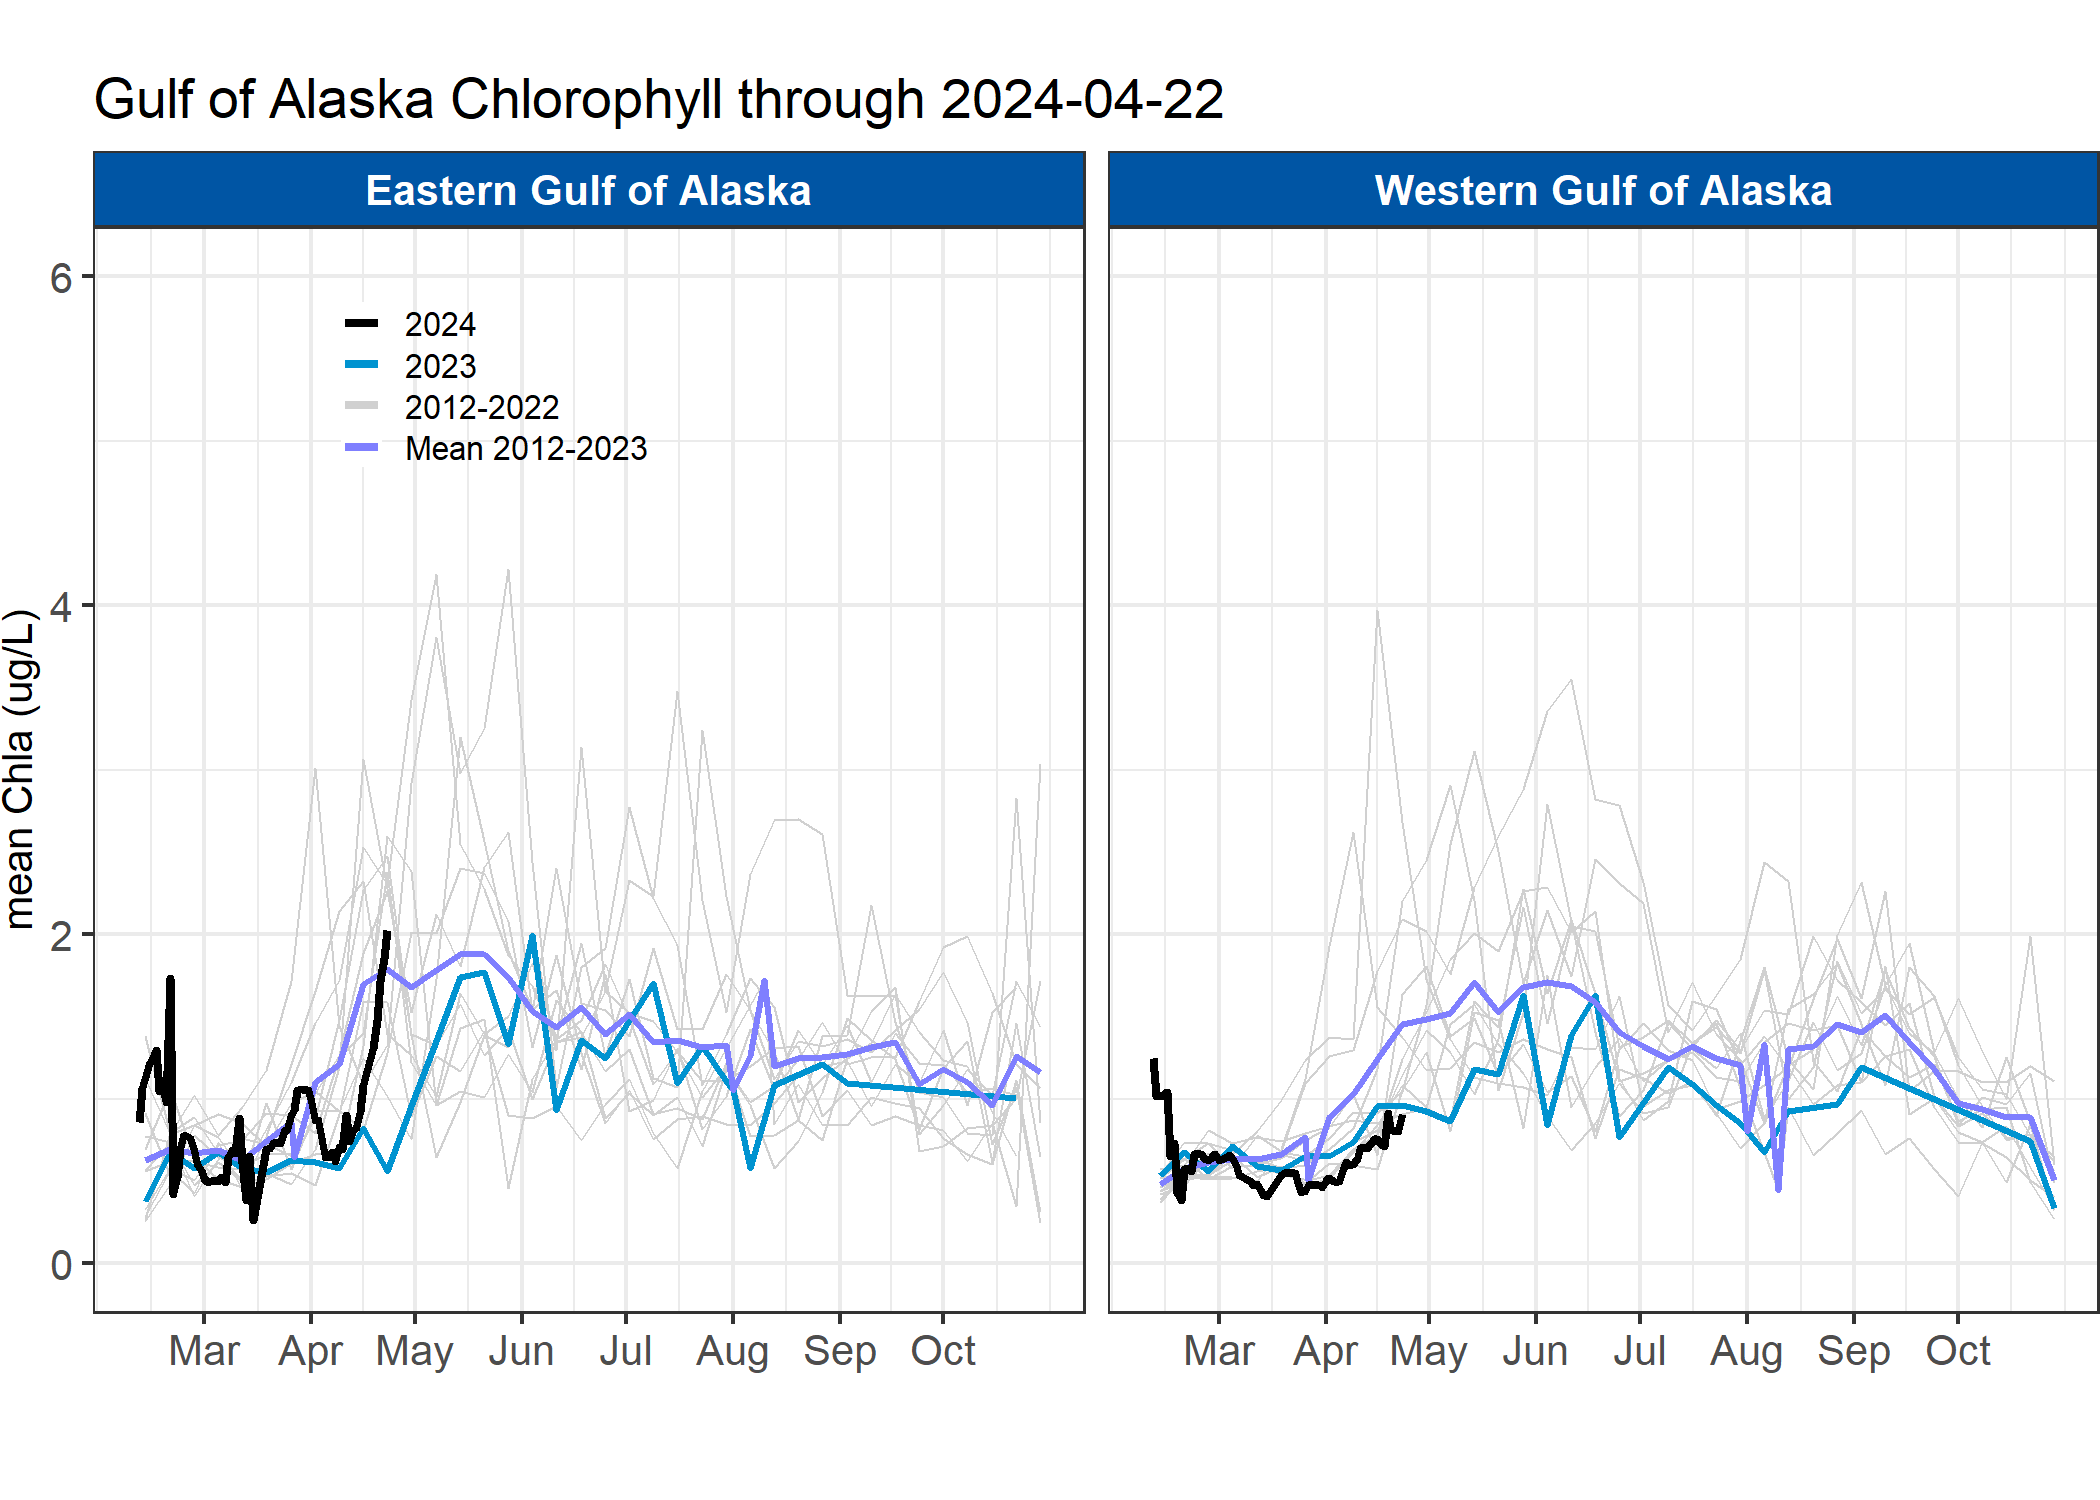 Gulf of Alaska Chlorophyll through 2024-04-22
Eastern Gulf of Alaska
Western Gulf of Alaska
mean Chla (ug/L)
6
4
2
0
2024
2023
2012-2022
Mean 2012-2023
Mar Apr May Jun Jul Aug Sep Oct
Mar Apr May Jun Jul Aug Sep Oct